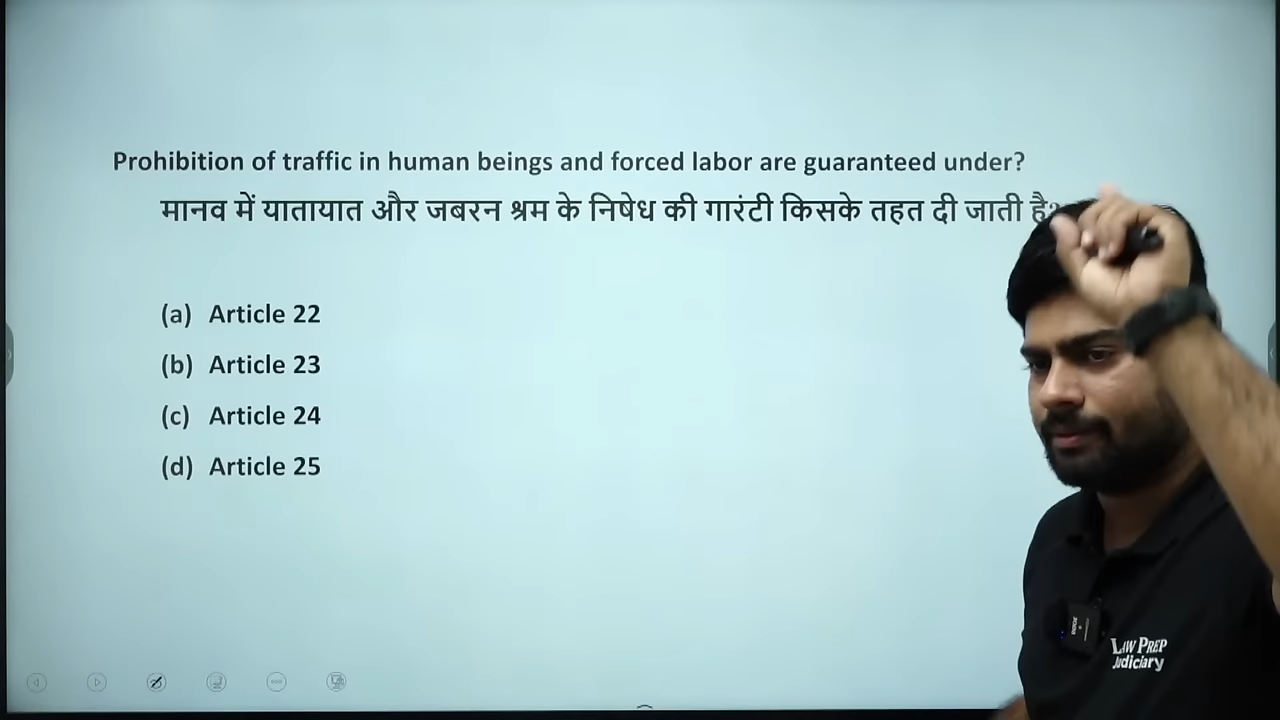 Prohibition of traffic in human beings and forced labor are guaranteed under?
मानव में यातायात और जबरन श्रम के निषेध की गारंटी किसके तहत दी जाती है?
(a) Article 22
(b) Article 23
(c) Article 24
(d) Article 25
LAW PREP
Judiciary